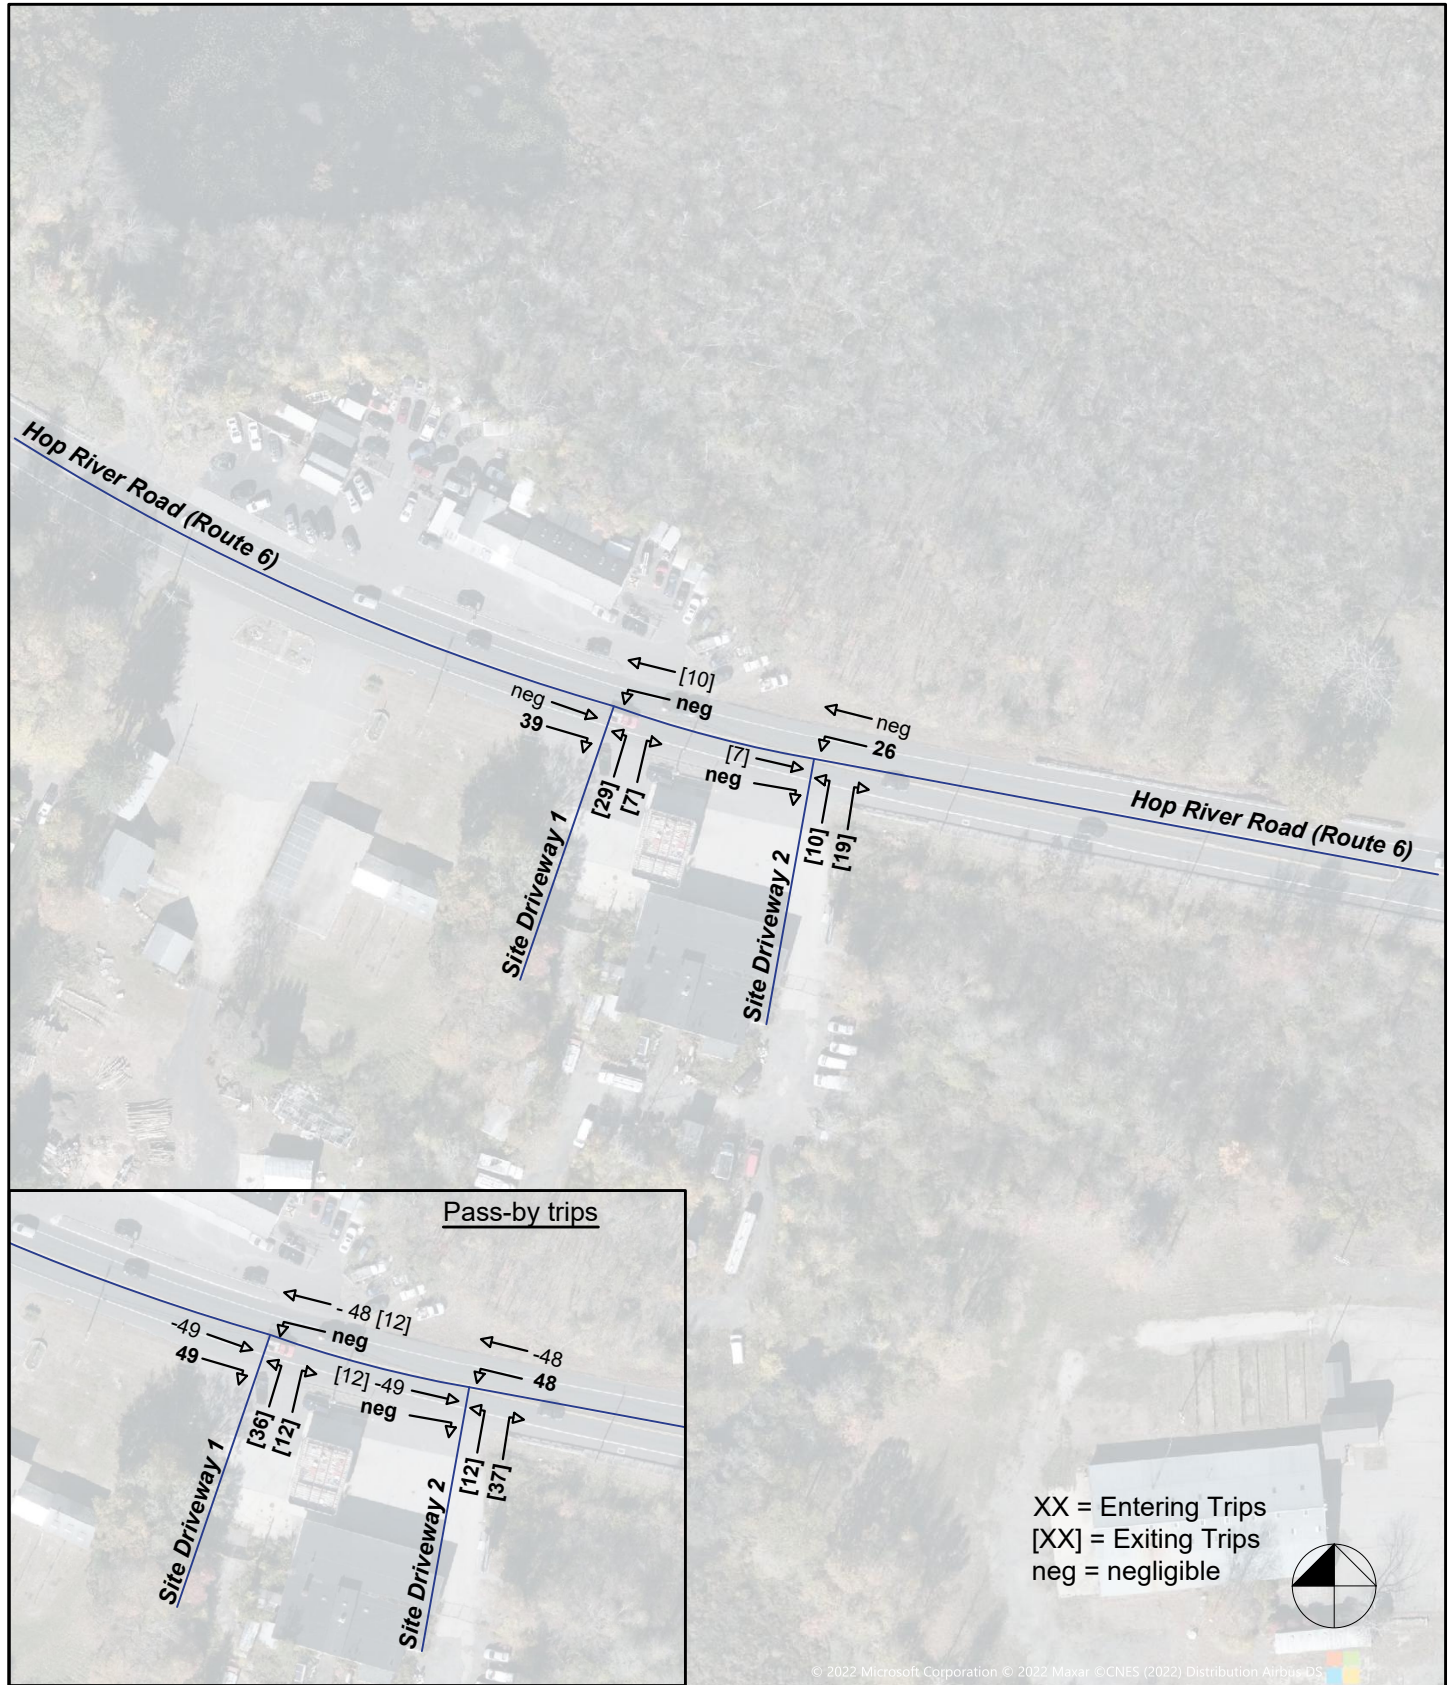 Hop River Road (Route 6)
[10]
neg
neg
39
neg
26
[7]
neg
[29]
[7]
[10]
[19]
Hop River Road (Route 6)
Site Driveway 1
Site Driveway 2
Pass-by trips
- 48 [12]
neg
-49
49
-48
48
[12] -49
neg
[36]
[12]
[12]
[37]
Site Driveway 1
Site Driveway 2
XX = Entering Trips
[XX] = Exiting Trips
neg = negligible
© 2022 Microsoft Corporation © 2022 Maxar ©CNES (2022) Distribution Airbus DS